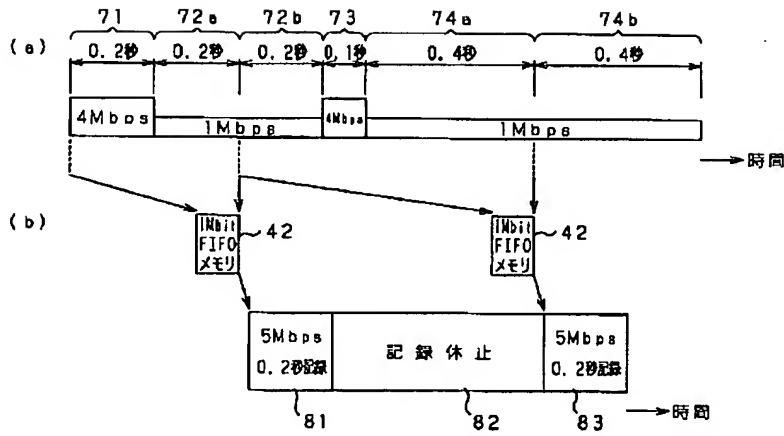 71 72a 72b 73 74a 74b
(a) 0.2秒 0.2秒 0.2秒 0.1秒 0.4秒 0.4秒
4Mbps 1Mbps 4Mbps 1Mbps
時間
(b) 1Mbit 42 1Mbit 42
FIFO FIFO
メモリ メモリ
5Mbps 記録休止 5Mbps
0.2秒記録 0.2秒記録
81 82 83 時間